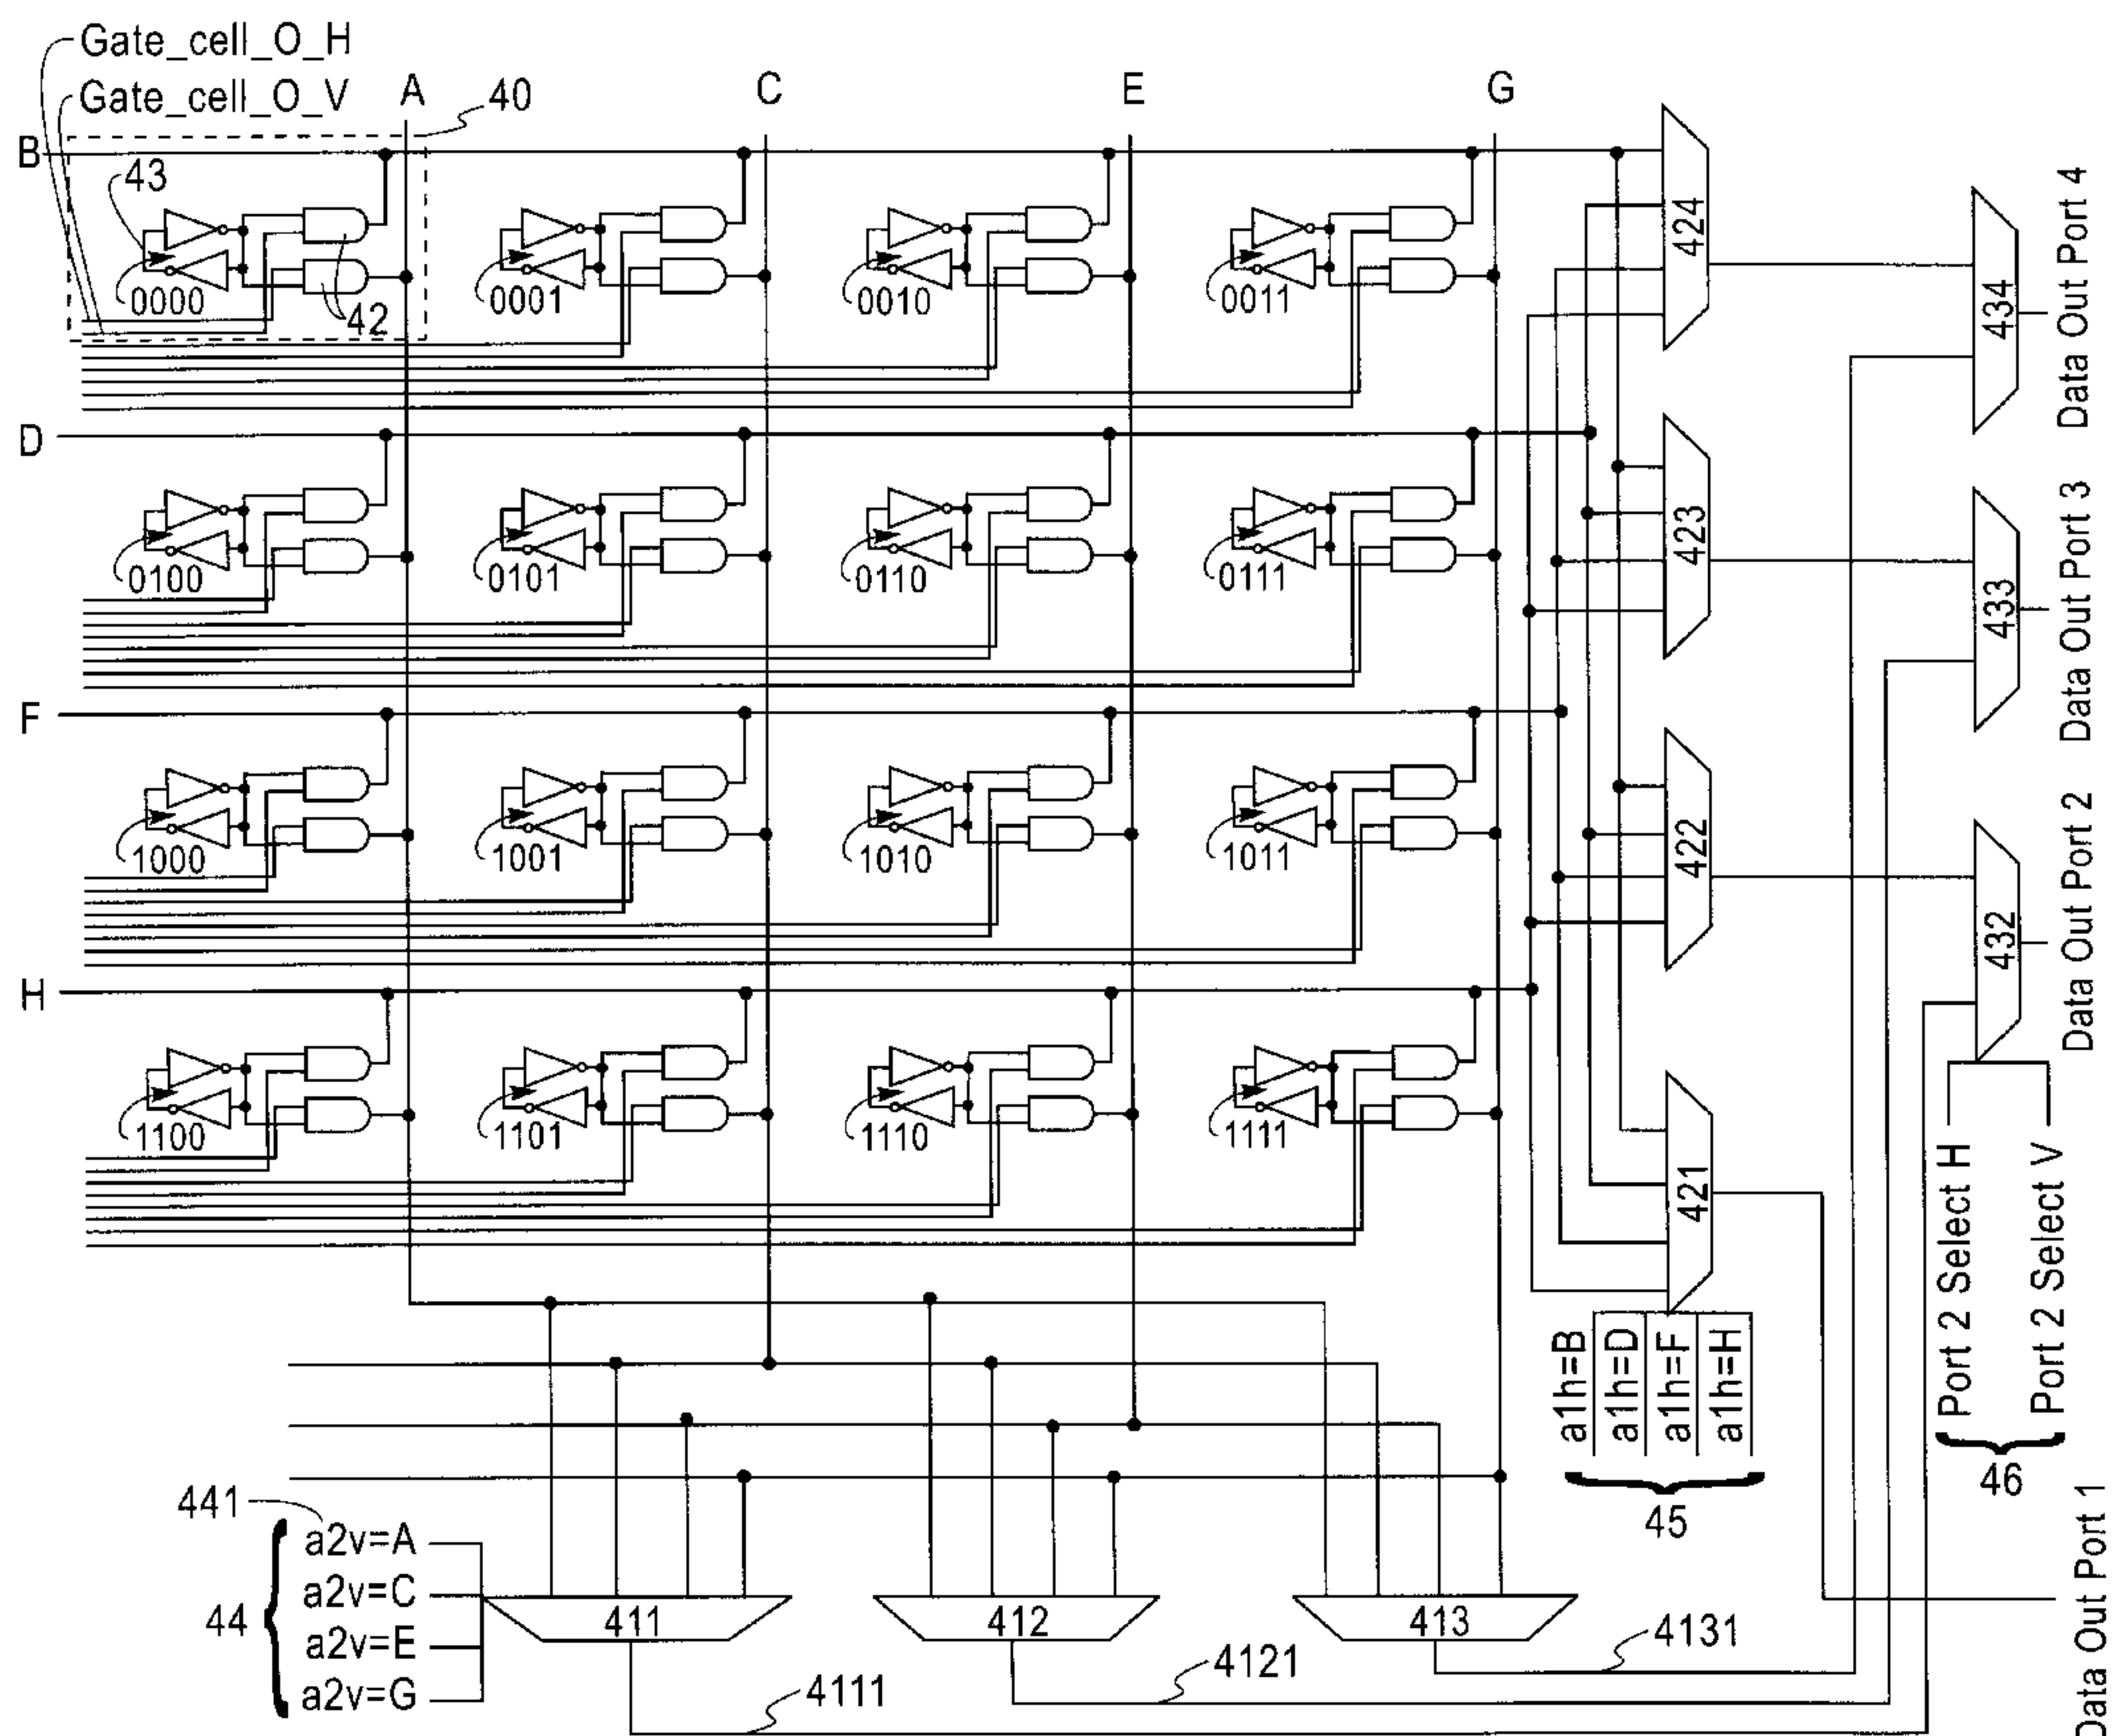 Gate_cell_O_H
Gate_cell_O_V
A
40
C
E
G
B
43
0000
42
0001
0010
0011
424
434
Data Out Port 4
D
0100
0101
0110
0111
423
433
Data Out Port 3
F
1000
1001
1010
1011
422
432
Data Out Port 2
H
1100
1101
1110
1111
421
a1h=B
a1h=D
a1h=F
a1h=H
45
Port 2 Select H
Port 2 Select V
46
441
44
a2v=A
a2v=C
a2v=E
a2v=G
411
412
413
4111
4121
4131
Data Out Port 1